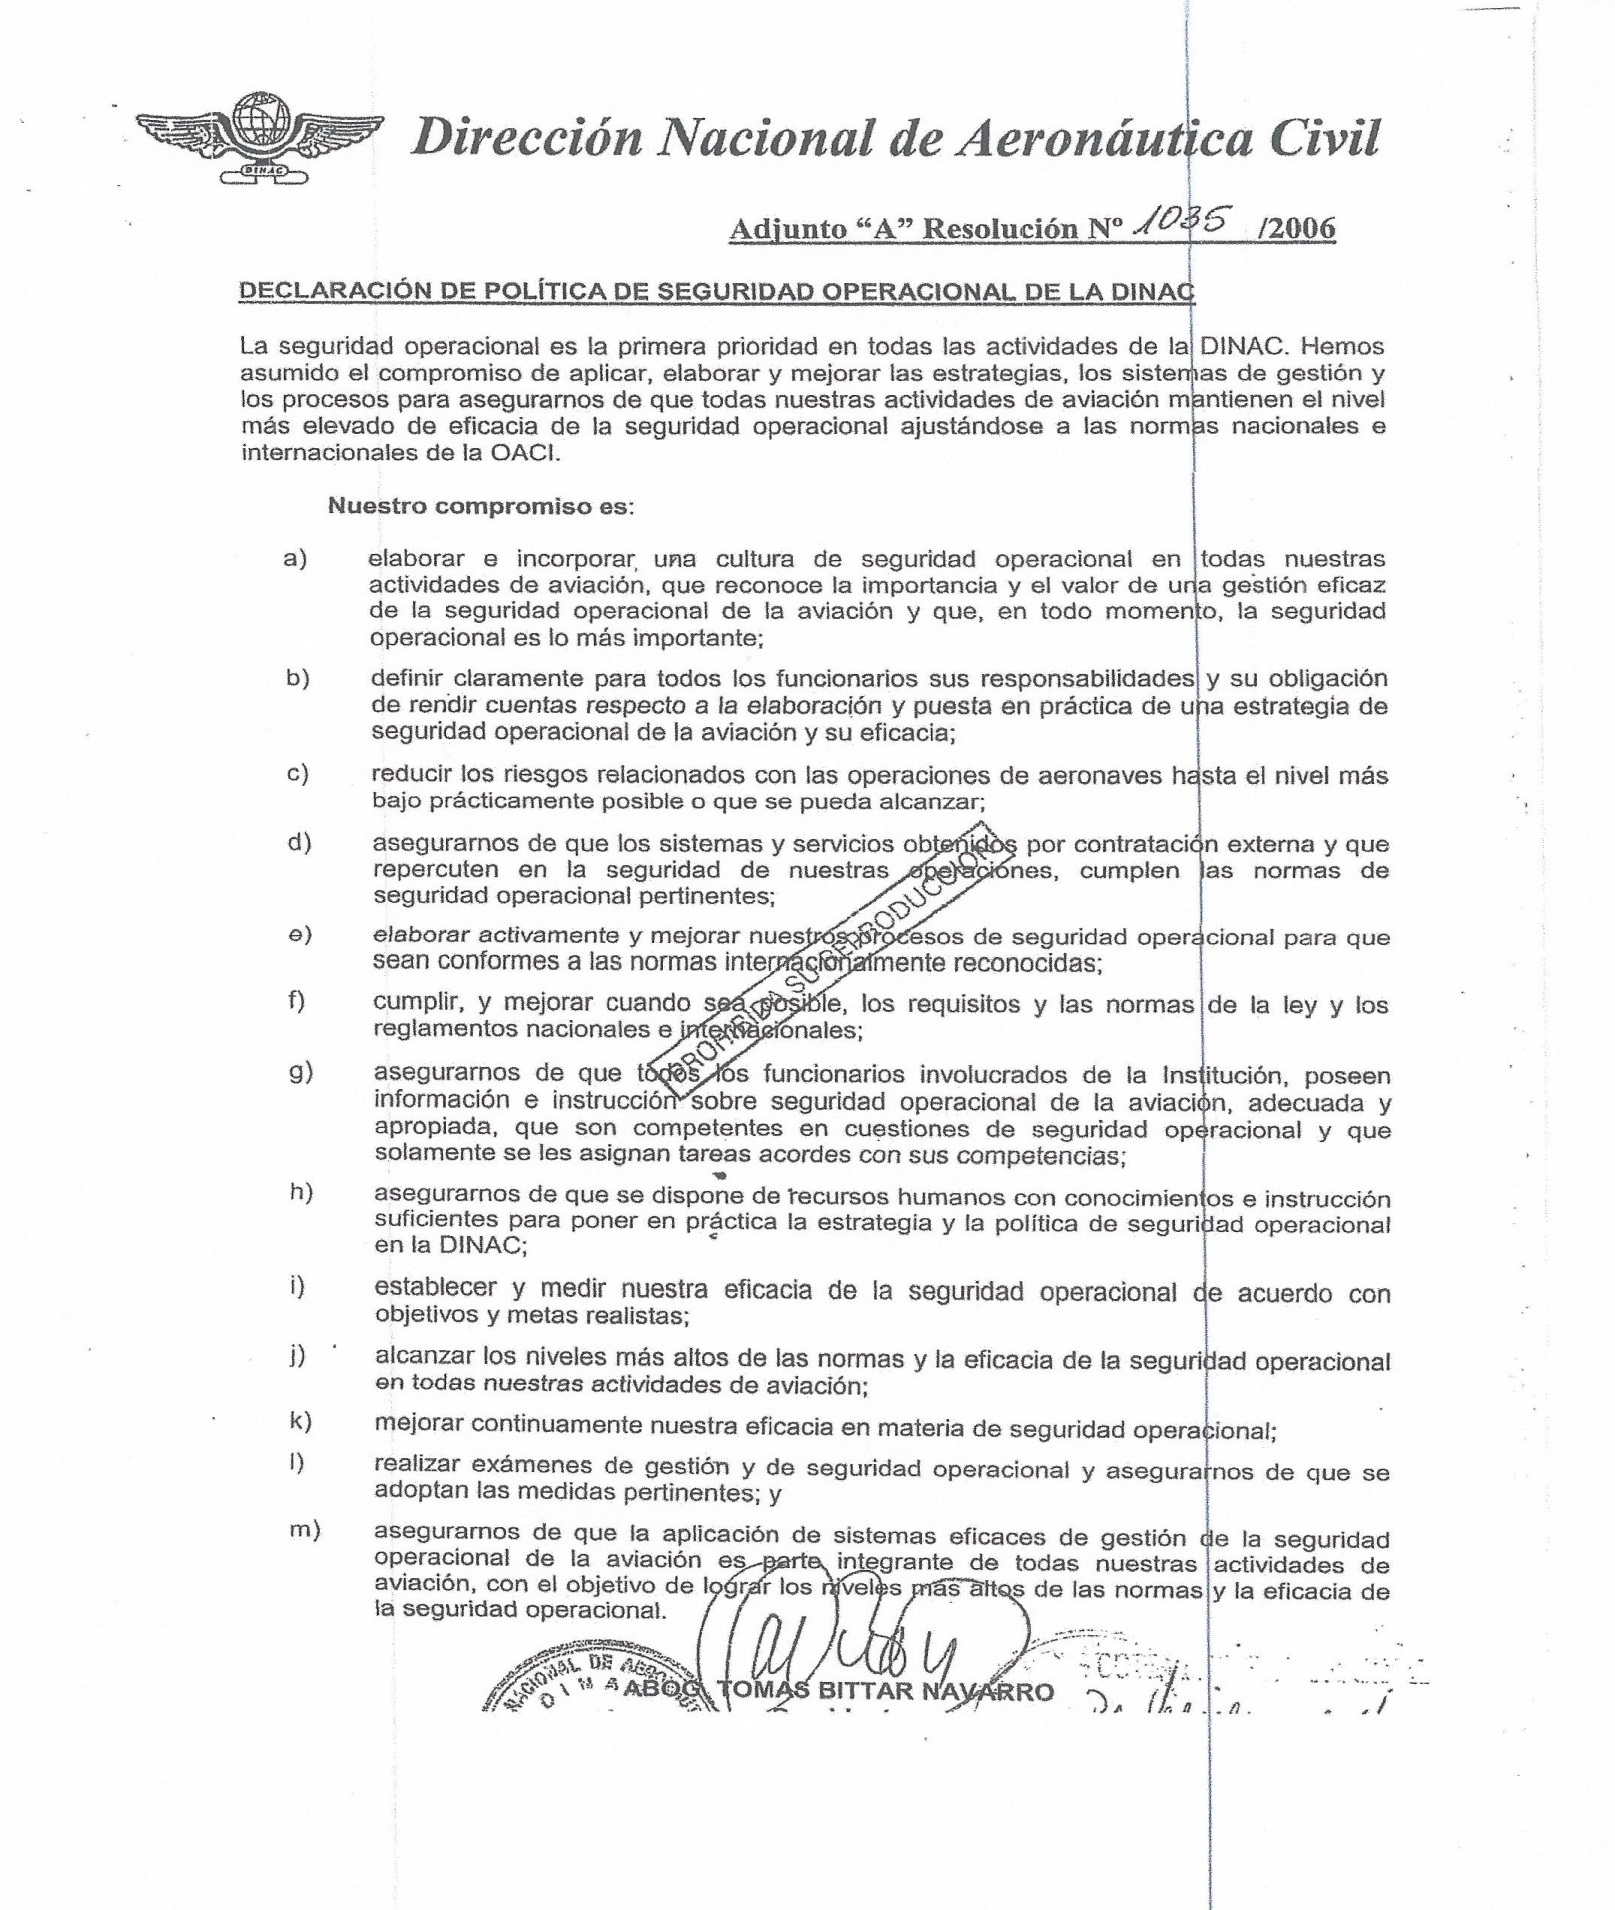 DINAC
Dirección Nacional de Aeronáutica Civil
Adjunto “A” Resolución Nº 1035 /2006
DECLARACIÓN DE POLÍTICA DE SEGURIDAD OPERACIONAL DE LA DINAC
La seguridad operacional es la primera prioridad en todas las actividades de la DINAC. Hemos
asumido el compromiso de aplicar, elaborar y mejorar las estrategias, los sistemas de gestión y
los procesos para asegurarnos de que todas nuestras actividades de aviación mantienen el nivel
más elevado de eficacia de la seguridad operacional ajustándose a las normas nacionales e
internacionales de la OACI.
Nuestro compromiso es:
a) elaborar e incorporar una cultura de seguridad operacional en todas nuestras
actividades de aviación, que reconoce la importancia y el valor de una gestión eficaz
de la seguridad operacional de la aviación y que, en todo momento, la seguridad
operacional es lo más importante;
b) definir claramente para todos los funcionarios sus responsabilidades y su obligación
de rendir cuentas respecto a la elaboración y puesta en práctica de una estrategia de
seguridad operacional de la aviación y su eficacia;
c) reducir los riesgos relacionados con las operaciones de aeronaves hasta el nivel más
bajo prácticamente posible o que se pueda alcanzar;
d) asegurarnos de que los sistemas y servicios obtenidos por contratación externa y que
repercuten en la seguridad de nuestras operaciones, cumplen las normas de
seguridad operacional pertinentes;
e) elaborar activamente y mejorar nuestros procesos de seguridad operacional para que
sean conformes a las normas internacionalmente reconocidas;
f) cumplir, y mejorar cuando sea posible, los requisitos y las normas de la ley y los
reglamentos nacionales e internacionales;
PROHIBIDA SU REPRODUCCION
g) asegurarnos de que todos los funcionarios involucrados de la Institución, poseen
información e instrucción sobre seguridad operacional de la aviación, adecuada y
apropiada, que son competentes en cuestiones de seguridad operacional y que
solamente se les asignan tareas acordes con sus competencias;
h) asegurarnos de que se dispone de recursos humanos con conocimientos e instrucción
suficientes para poner en práctica la estrategia y la política de seguridad operacional
en la DINAC;
i) establecer y medir nuestra eficacia de la seguridad operacional de acuerdo con
objetivos y metas realistas;
j) alcanzar los niveles más altos de las normas y la eficacia de la seguridad operacional
en todas nuestras actividades de aviación;
k) mejorar continuamente nuestra eficacia en materia de seguridad operacional;
l) realizar exámenes de gestión y de seguridad operacional y asegurarnos de que se
adoptan las medidas pertinentes; y
m) asegurarnos de que la aplicación de sistemas eficaces de gestión de la seguridad
operacional de la aviación es parte integrante de todas nuestras actividades de
aviación, con el objetivo de lograr los niveles más altos de las normas y la eficacia de
la seguridad operacional.
NACIONAL DE
ABOG. TOMAS BITTAR NAVARRO